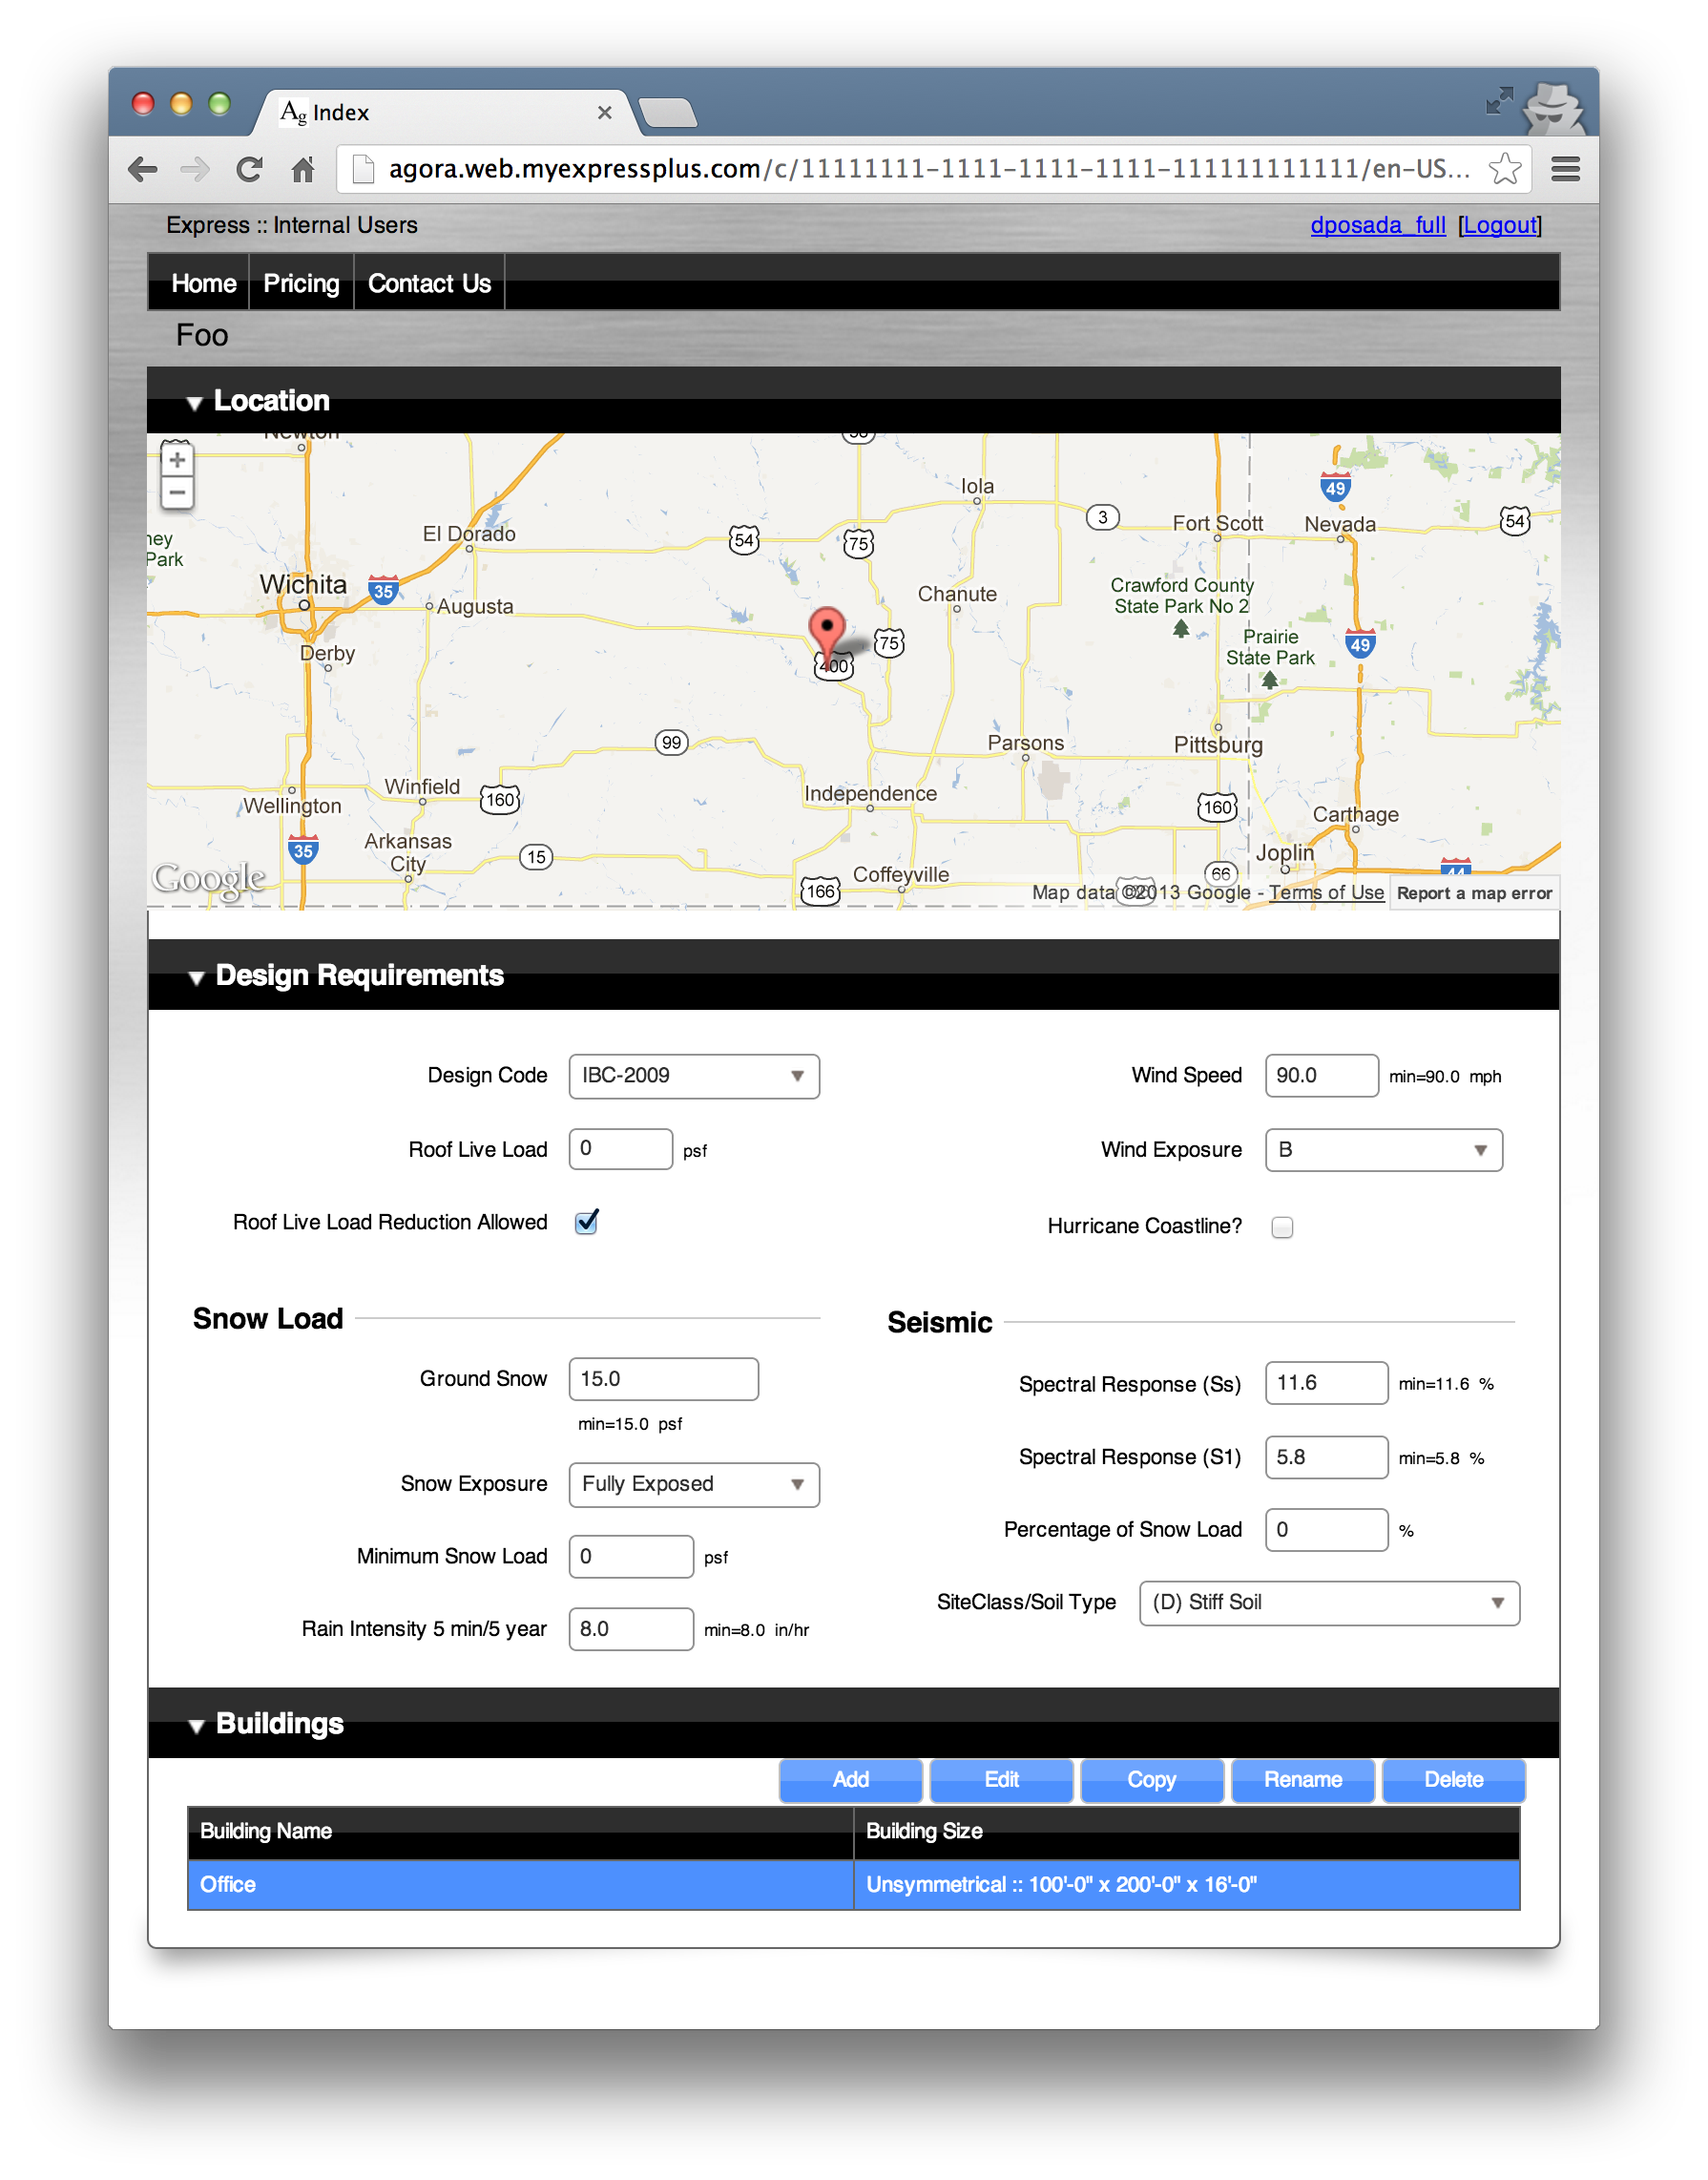 Ag Index
agora.web.myexpressplus.com/c/11111111-1111-1111-1111-111111111111/en-US...
Express :: Internal Users
dposada_full [Logout]
Home Pricing Contact Us
Foo
Location
Newton
+
−
Iola
49
3
Fort Scott Nevada
54
El Dorado
54
75
ney
Park
Wichita
35
Augusta
Chanute
Crawford County
State Park No 2
Prairie
State Park
49
75
Derby
400
99
Parsons
Pittsburg
Winfield
160
Independence
160
Wellington
Carthage
35
Arkansas
City
15
Joplin
44
Coffeyville
66
166
Google
Map data ©2013 Google - Terms of Use
Report a map error
Design Requirements
Design Code IBC-2009
Wind Speed 90.0 min=90.0 mph
Roof Live Load 0 psf
Wind Exposure B
Roof Live Load Reduction Allowed
Hurricane Coastline?
Snow Load
Seismic
Ground Snow 15.0
min=15.0 psf
Spectral Response (Ss) 11.6 min=11.6 %
Spectral Response (S1) 5.8 min=5.8 %
Snow Exposure Fully Exposed
Percentage of Snow Load 0 %
Minimum Snow Load 0 psf
SiteClass/Soil Type (D) Stiff Soil
Rain Intensity 5 min/5 year 8.0 min=8.0 in/hr
Buildings
Add Edit Copy Rename Delete
Building Name Building Size
Office Unsymmetrical :: 100'-0" x 200'-0" x 16'-0"